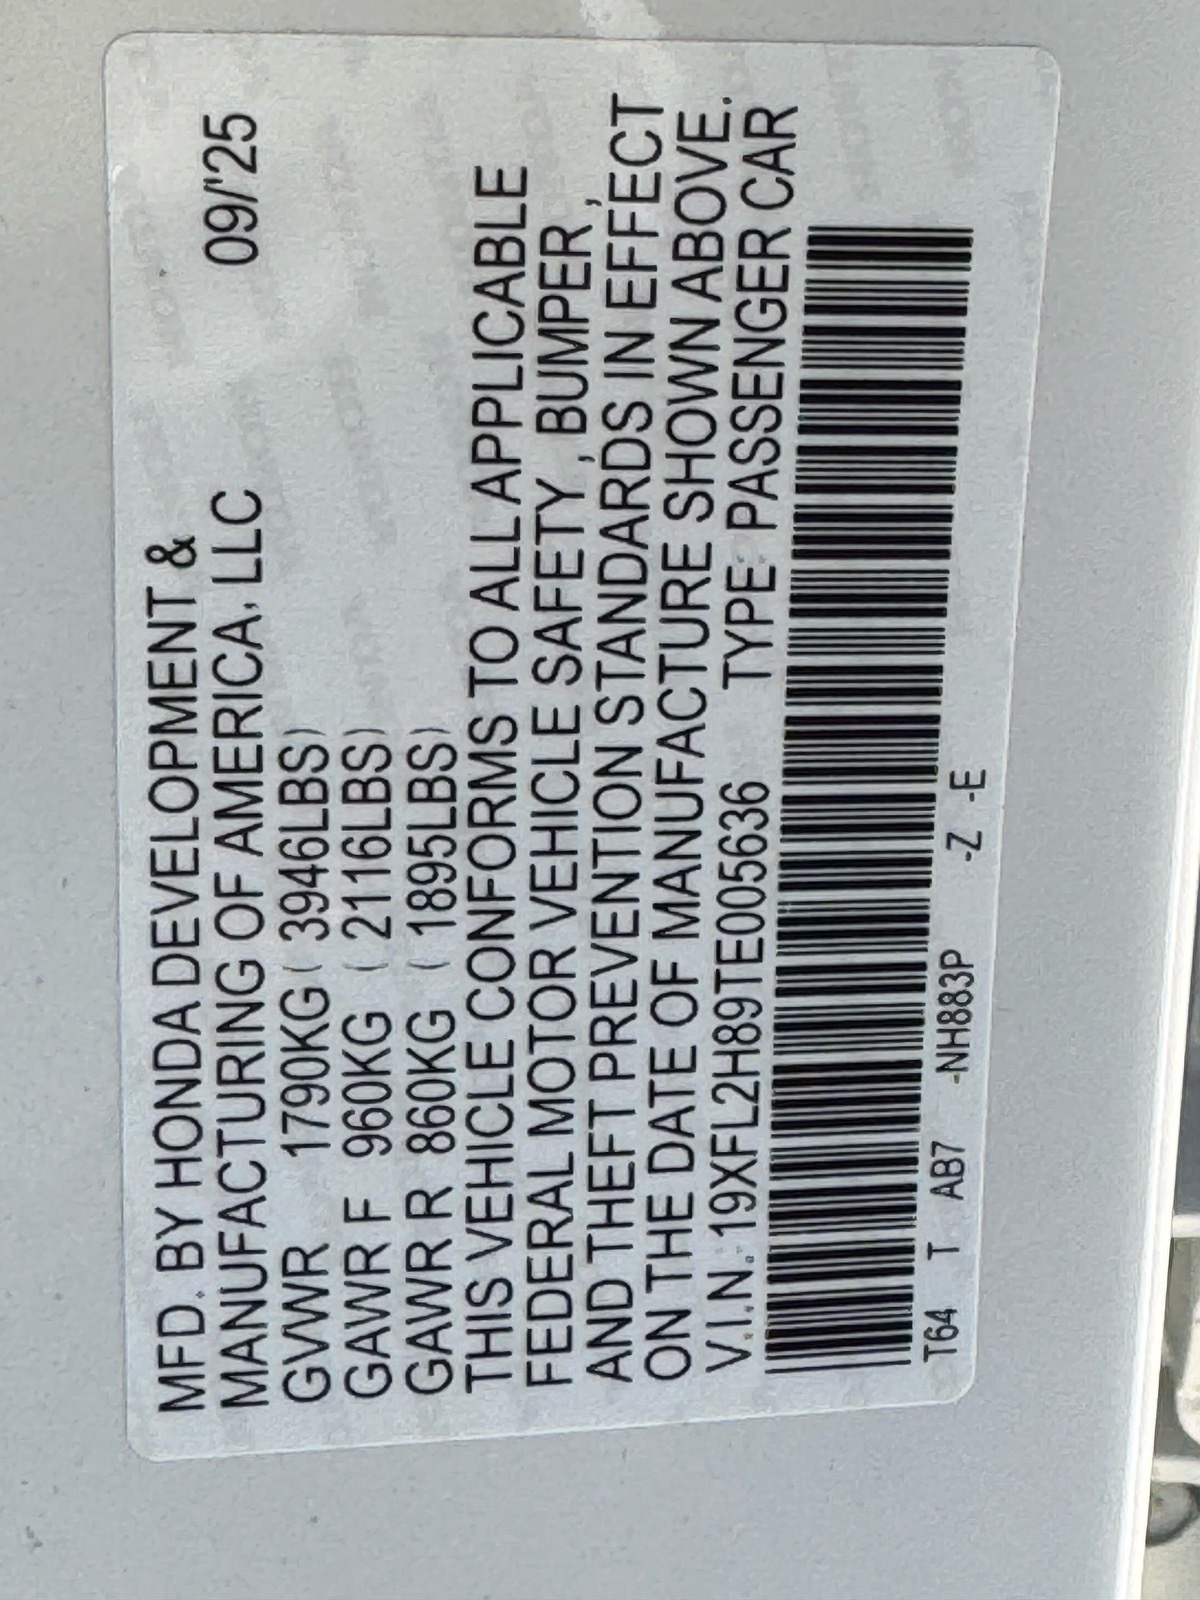 MFD. BY HONDA DEVELOPMENT &
MANUFACTURING OF AMERICA, LLC 09/'25
GVWR 1790KG ( 3946LBS)
GAWR F 960KG ( 2116LBS)
GAWR R 860KG ( 1895LBS)
THIS VEHICLE CONFORMS TO ALL APPLICABLE
FEDERAL MOTOR VEHICLE SAFETY, BUMPER,
AND THEFT PREVENTION STANDARDS IN EFFECT
ON THE DATE OF MANUFACTURE SHOWN ABOVE.
V.I.N.: 19XFL2H89TE005636 TYPE: PASSENGER CAR
T64 T AB7 -NH883P -Z -E